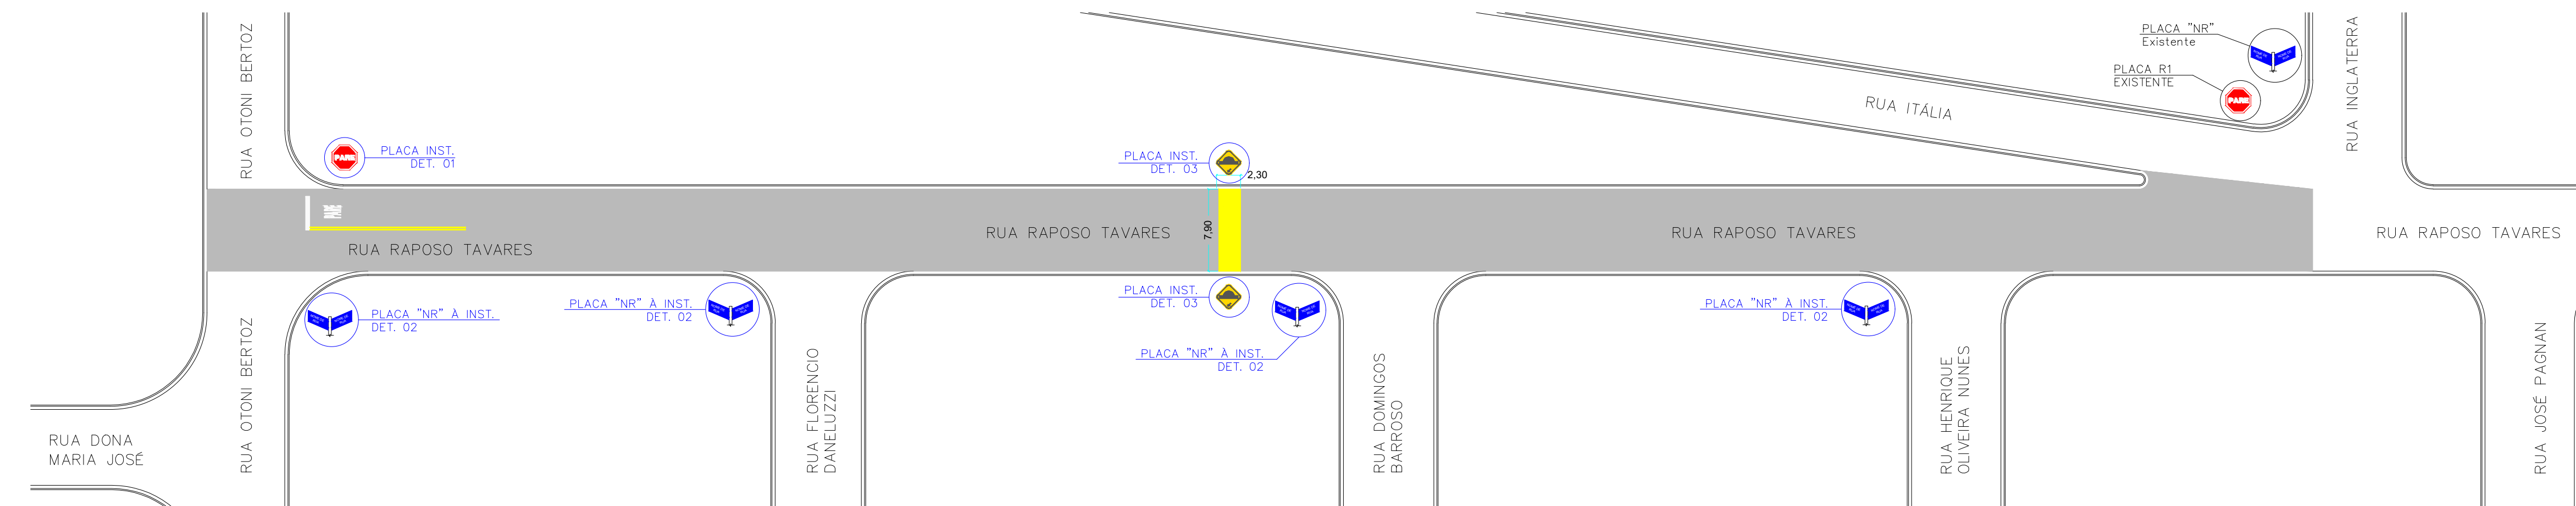 RUA OTONI BERTOZ
PLACA INST.
DET. 01
PARE
PARE
RUA RAPOSO TAVARES
PLACA "NR" À INST.
DET. 02
RUA OTONI BERTOZ
RUA DONA
MARIA JOSÉ
PLACA "NR" À INST.
DET. 02
RUA FLORENCIO
DANELUZZI
RUA RAPOSO TAVARES
PLACA INST.
DET. 03
2,30
7,90
PLACA INST.
DET. 03
PLACA "NR" À INST.
DET. 02
RUA DOMINGOS
BARROSO
RUA RAPOSO TAVARES
RUA ITÁLIA
PLACA "NR"
Existente
PLACA R1
EXISTENTE
PARE
RUA INGLATERRA
PLACA "NR" À INST.
DET. 02
RUA HENRIQUE
OLIVEIRA NUNES
RUA RAPOSO TAVARES
RUA JOSÉ PAGNAN